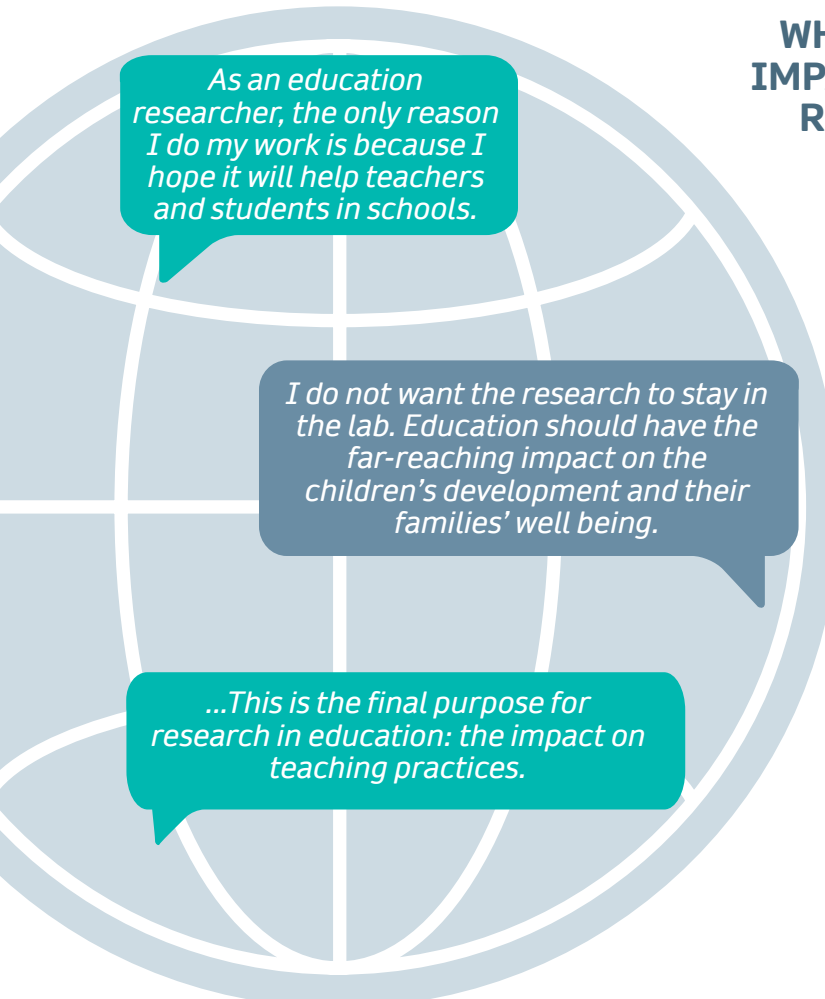 As an education
researcher, the only reason
I do my work is because I
hope it will help teachers
and students in schools.
I do not want the research to stay in
the lab. Education should have the
far-reaching impact on the
children’s development and their
families’ well being.
...This is the final purpose for
research in education: the impact on
teaching practices.